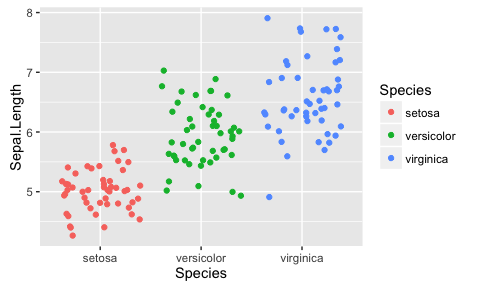 8
7
6
5
Sepal.Length
setosa versicolor virginica
Species
Species
setosa
versicolor
virginica